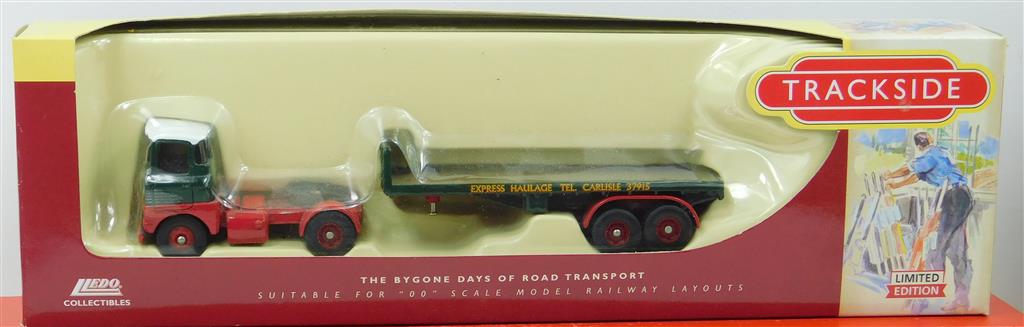 TRACKSIDE
EXPRESS HAULAGE TEL. CARLISLE 37915
LLEDO
COLLECTIBLES
THE BYGONE DAYS OF ROAD TRANSPORT
SUITABLE FOR "00" SCALE MODEL RAILWAY LAYOUTS
LIMITED
EDITION